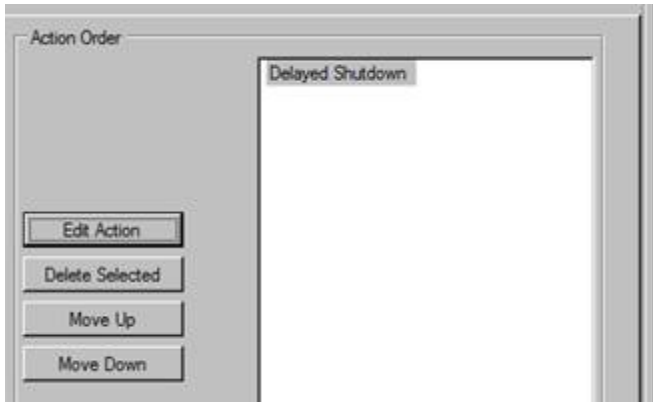 Action Order
Delayed Shutdown
Edit Action
Delete Selected
Move Up
Move Down